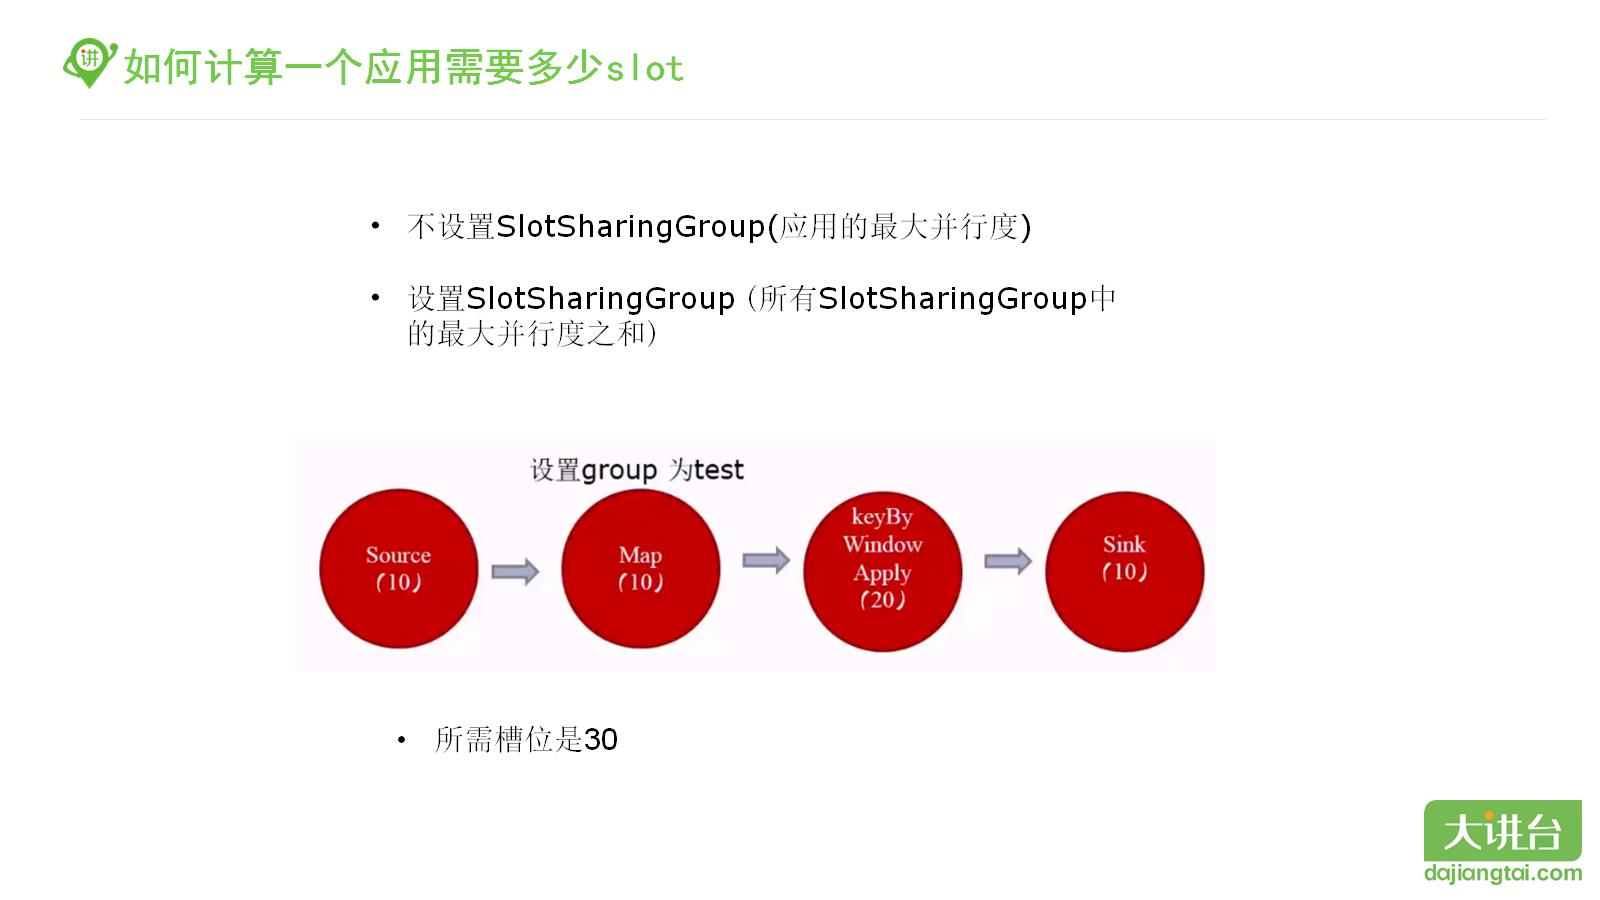 讲
如何计算一个应用需要多少slot
• 不设置SlotSharingGroup(应用的最大并行度)
• 设置SlotSharingGroup（所有SlotSharingGroup中
的最大并行度之和）
设置group 为test
Source
（10）
Map
（10）
keyBy
Window
Apply
（20）
Sink
（10）
• 所需槽位是30
大讲台
dajiangtai.com